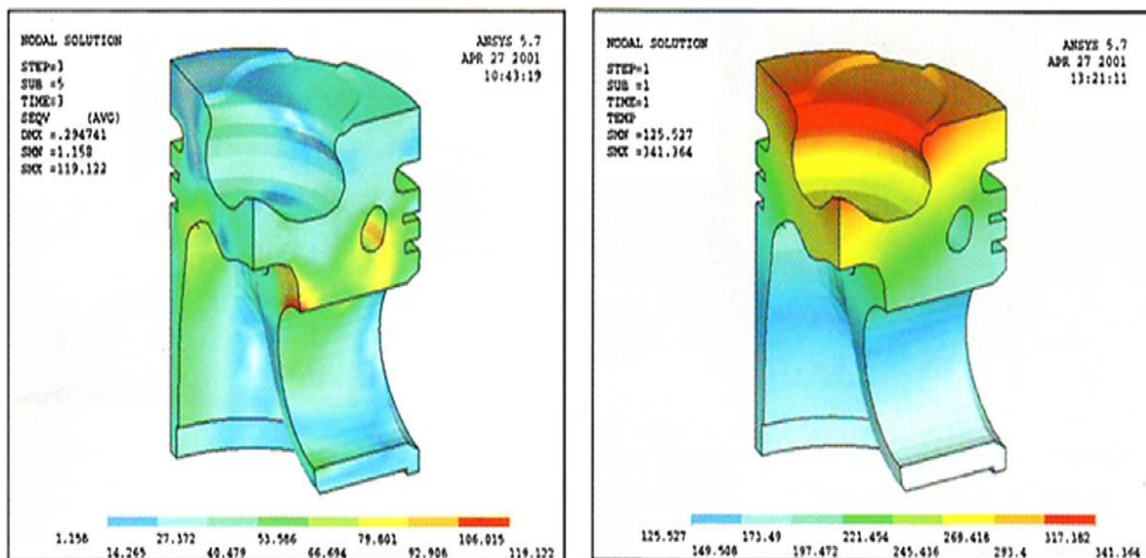 NODAL SOLUTION
STEP=3
SUB =5
TIME=3
SEQV (AVG)
DMX =.294741
SMN =1.158
SMX =119.122
ANSYS 5.7
APR 27 2001
10:43:19
1.158 27.372 53.586 79.801 106.015
14.265 40.479 66.694 92.908 119.122
NODAL SOLUTION
STEP=1
SUB =1
TIME=1
TEMP
SMN =125.527
SMX =341.364
ANSYS 5.7
APR 27 2001
13:21:11
125.527 173.49 221.454 269.418 317.382
149.508 197.472 245.436 293.4 341.364